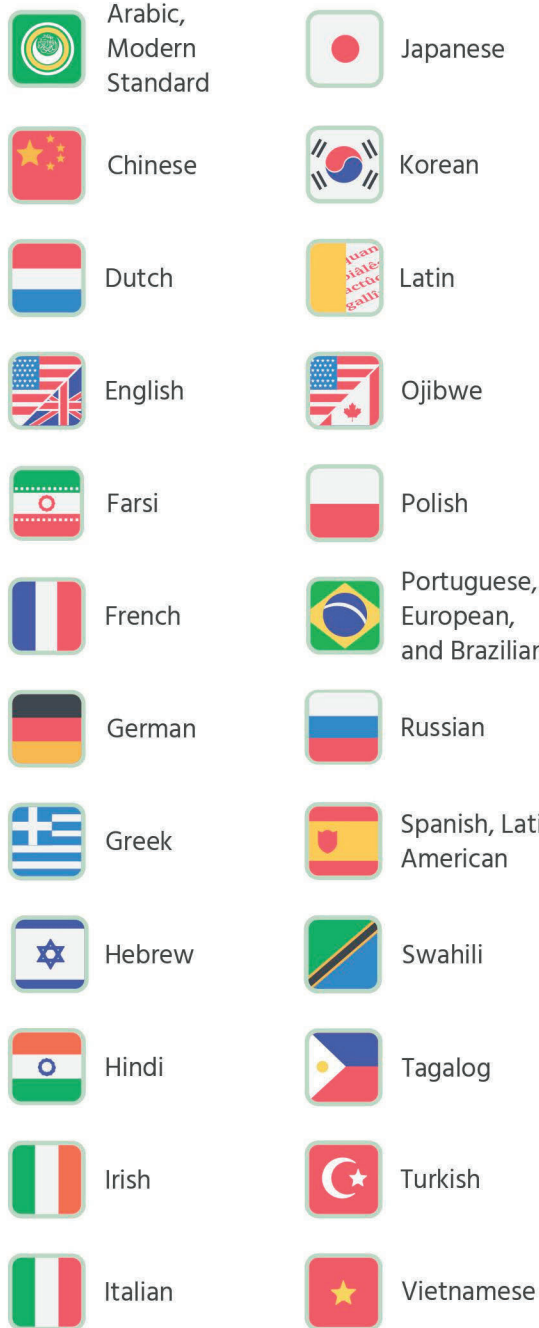 Arabic,
Modern
Standard
Chinese
Dutch
English
Farsi
French
German
Greek
Hebrew
Hindi
Irish
Italian
Japanese
Korean
Latin
Ojibwe
Polish
Portuguese,
European,
and Brazilian
Russian
Spanish, Lati
American
Swahili
Tagalog
Turkish
Vietnamese